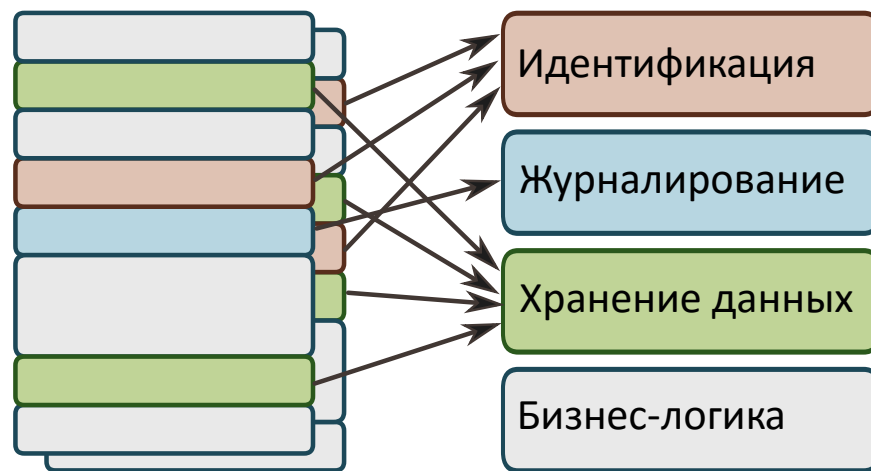 Идентификация
Журналирование
Хранение данных
Бизнес-логика